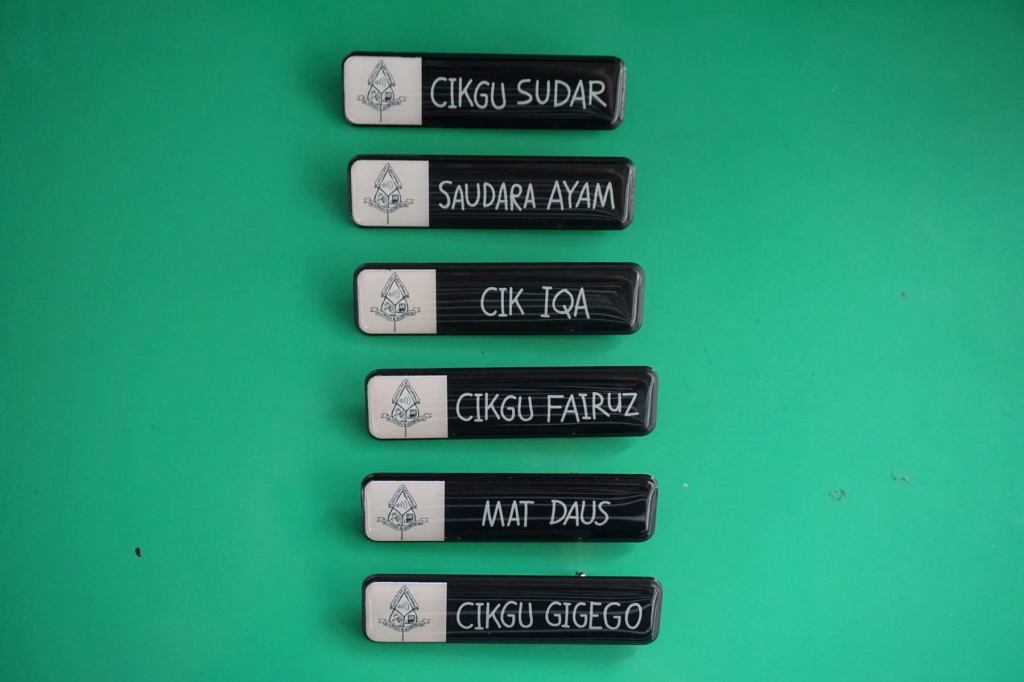 CIKGU SUDAR
SAUDARA AYAM
CIK IQA
CIKGU FAIRUZ
MAT DAUS
CIKGU GIGEGO